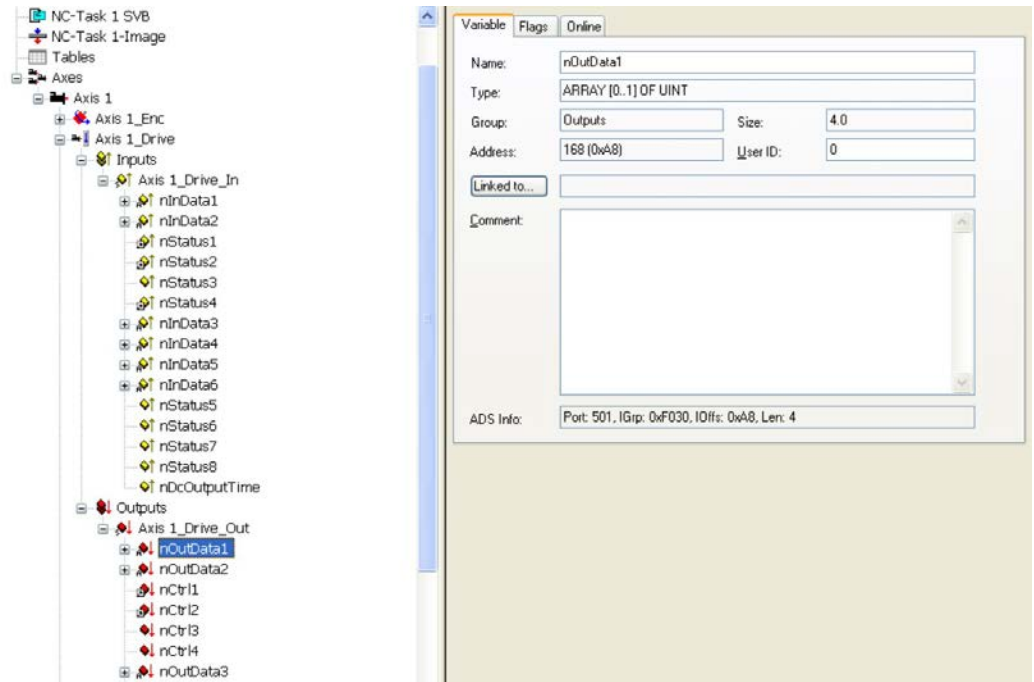 NC-Task 1 SVB
NC-Task 1-Image
Tables
Axes
Axis 1
Axis 1_Enc
Axis 1_Drive
Inputs
Axis 1_Drive_In
nInData1
nInData2
nStatus1
nStatus2
nStatus3
nStatus4
nInData3
nInData4
nInData5
nInData6
nStatus5
nStatus6
nStatus7
nStatus8
nDcOutputTime
Outputs
Axis 1_Drive_Out
nOutData1
nOutData2
nCtrl1
nCtrl2
nCtrl3
nCtrl4
nOutData3
Variable Flags Online
Name: nOutData1
Type: ARRAY [0..1] OF UINT
Group: Outputs Size: 4.0
Address: 168 (0xA8) User ID: 0
Linked to...
Comment:
ADS Info: Port: 501, IGrp: 0xF030, IOffs: 0xA8, Len: 4